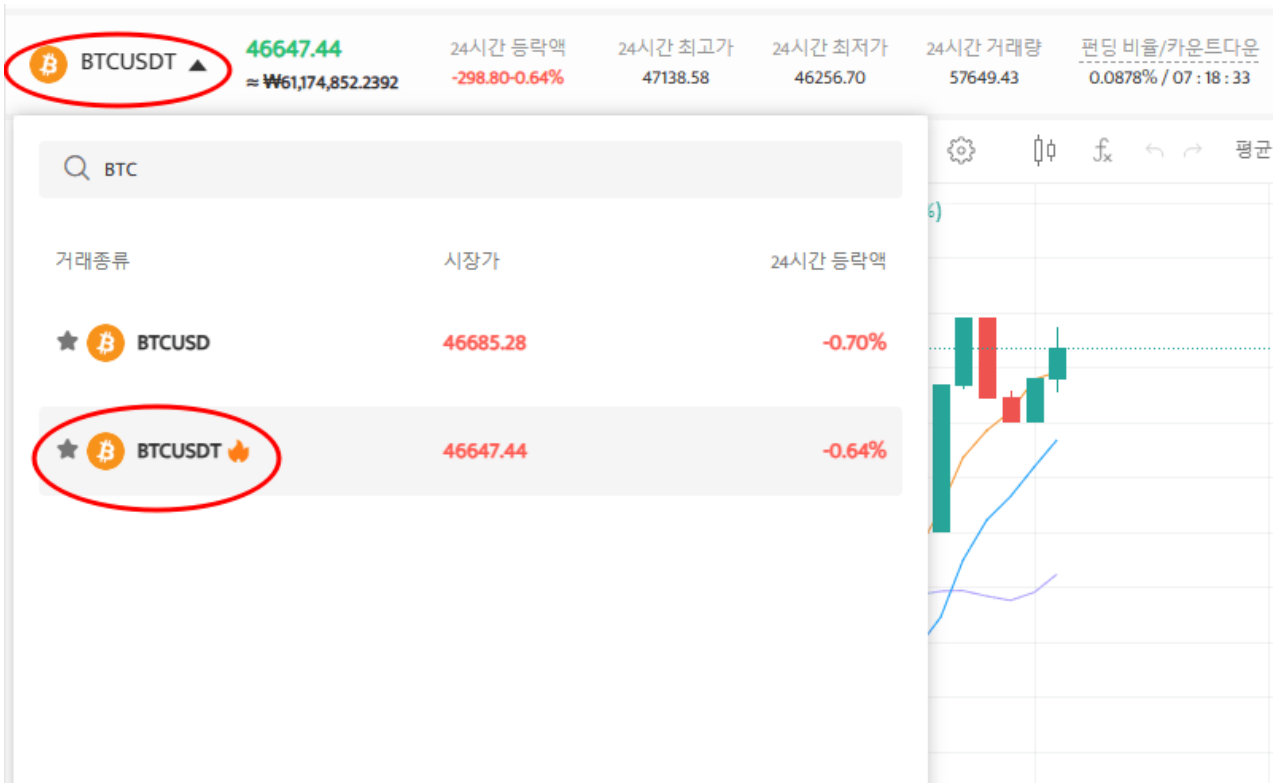 BTCUSDT ▲
46647.44
≈ ₩61,174,852.2392
24시간 등락액
-298.80-0.64%
24시간 최고가
47138.58
24시간 최저가
46256.70
24시간 거래량
57649.43
펀딩 비율/카운트다운
0.0878% / 07 : 18 : 33
BTC
평균
%)
거래종류 시장가 24시간 등락액
BTCUSD 46685.28 -0.70%
BTCUSDT 46647.44 -0.64%